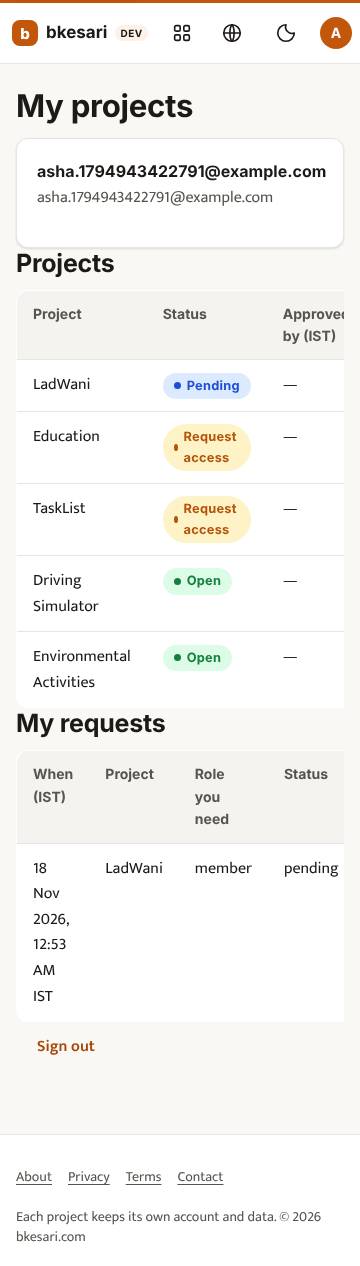 b bkesari DEV A
My projects
asha.1794943422791@example.com
asha.1794943422791@example.com
Projects
Project Status Approved
by (IST)
LadWani Pending —
Education Request
access —
TaskList Request
access —
Driving
Simulator Open —
Environmental
Activities Open —
My requests
When
(IST) Project Role
you
need Status
18
Nov
2026,
12:53
AM
IST LadWani member pending
Sign out
About Privacy Terms Contact
Each project keeps its own account and data. © 2026
bkesari.com